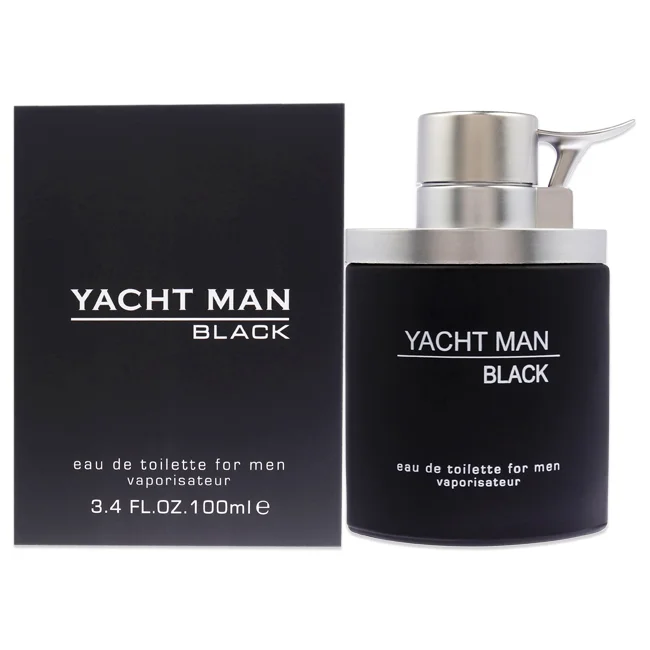 YACHT MAN
BLACK
eau de toilette for men
vaporisateur
3.4 FL.OZ.100ml e
YACHT MAN
BLACK
eau de toilette for men
vaporisateur